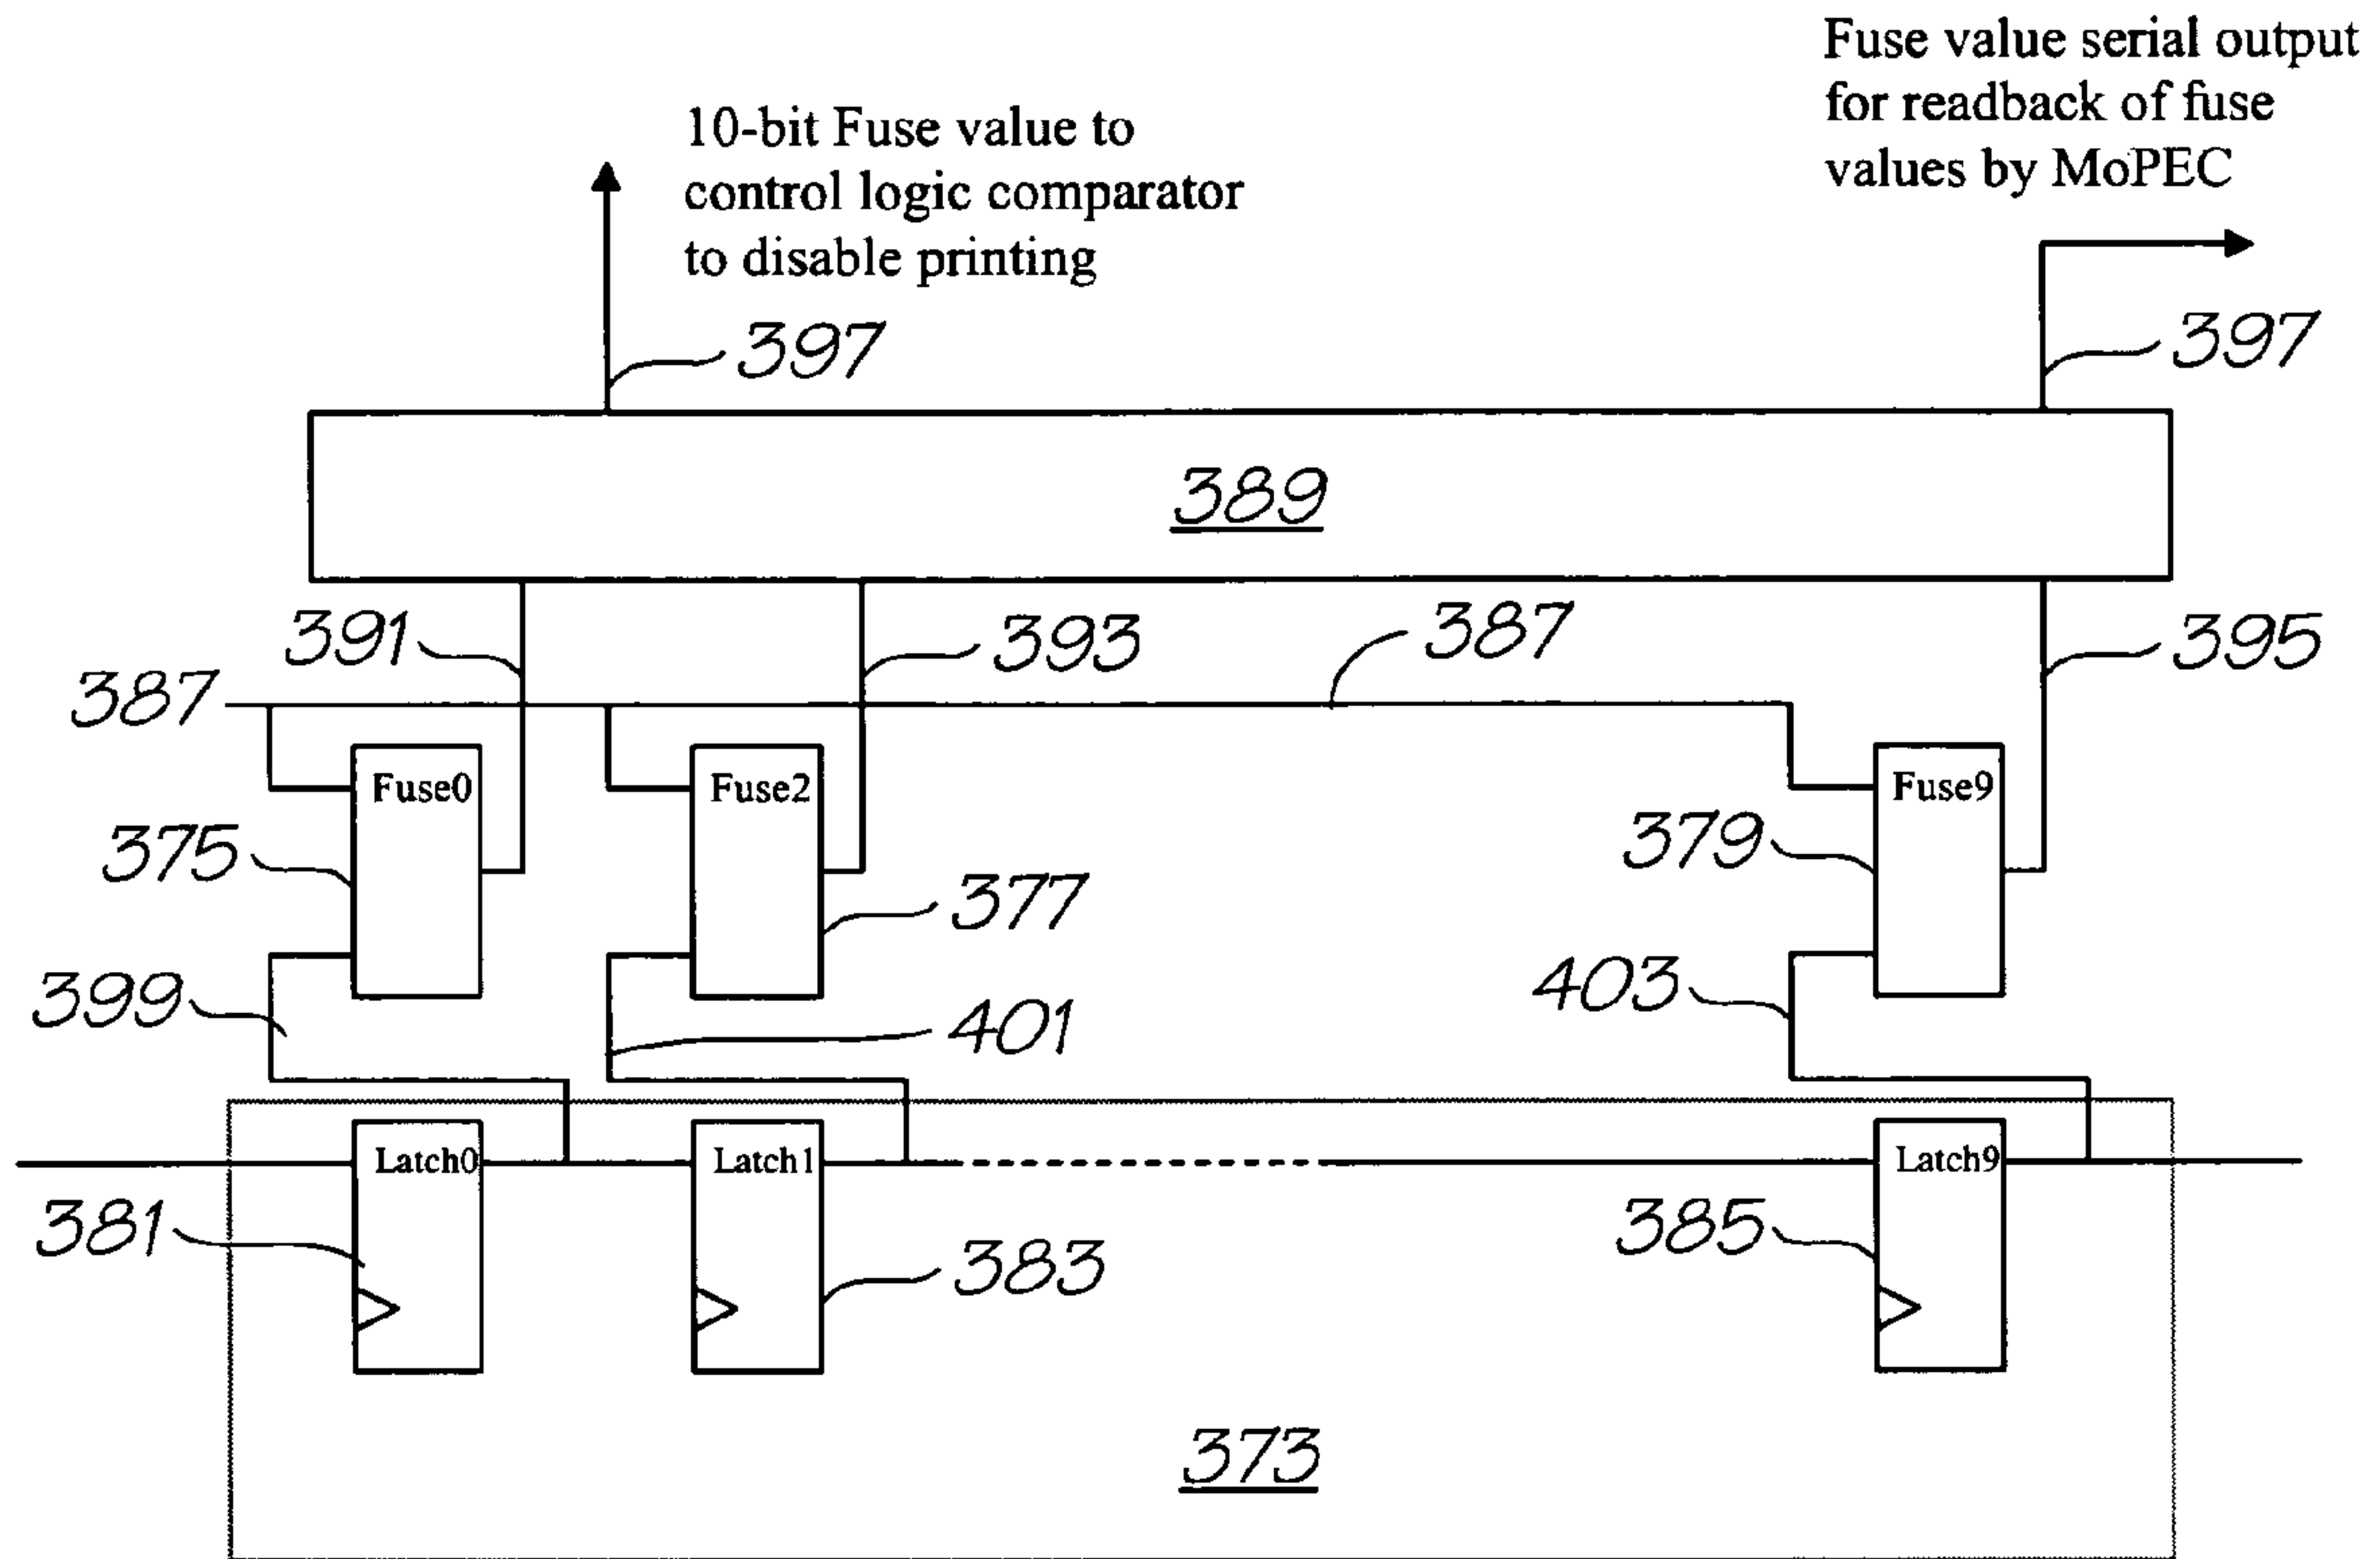 Fuse value serial output
for readback of fuse
values by MoPEC
10-bit Fuse value to
control logic comparator
to disable printing
397
397
389
391
393
387
395
387
Fuse0
Fuse2
Fuse9
375
377
379
399
401
403
Latch0
Latch1
Latch9
381
383
385
373